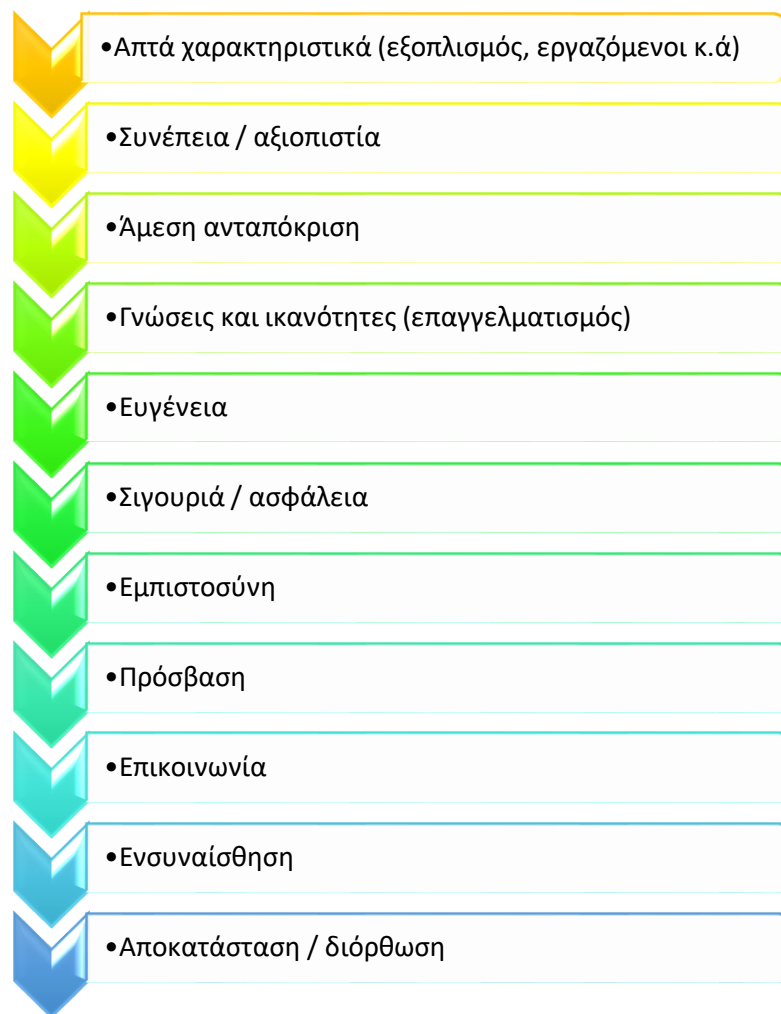 •Απτά χαρακτηριστικά (εξοπλισμός, εργαζόμενοι κ.ά)
•Συνέπεια / αξιοπιστία
•Άμεση ανταπόκριση
•Γνώσεις και ικανότητες (επαγγελματισμός)
•Ευγένεια
•Σιγουριά / ασφάλεια
•Εμπιστοσύνη
•Πρόσβαση
•Επικοινωνία
•Ενσυναίσθηση
•Αποκατάσταση / διόρθωση